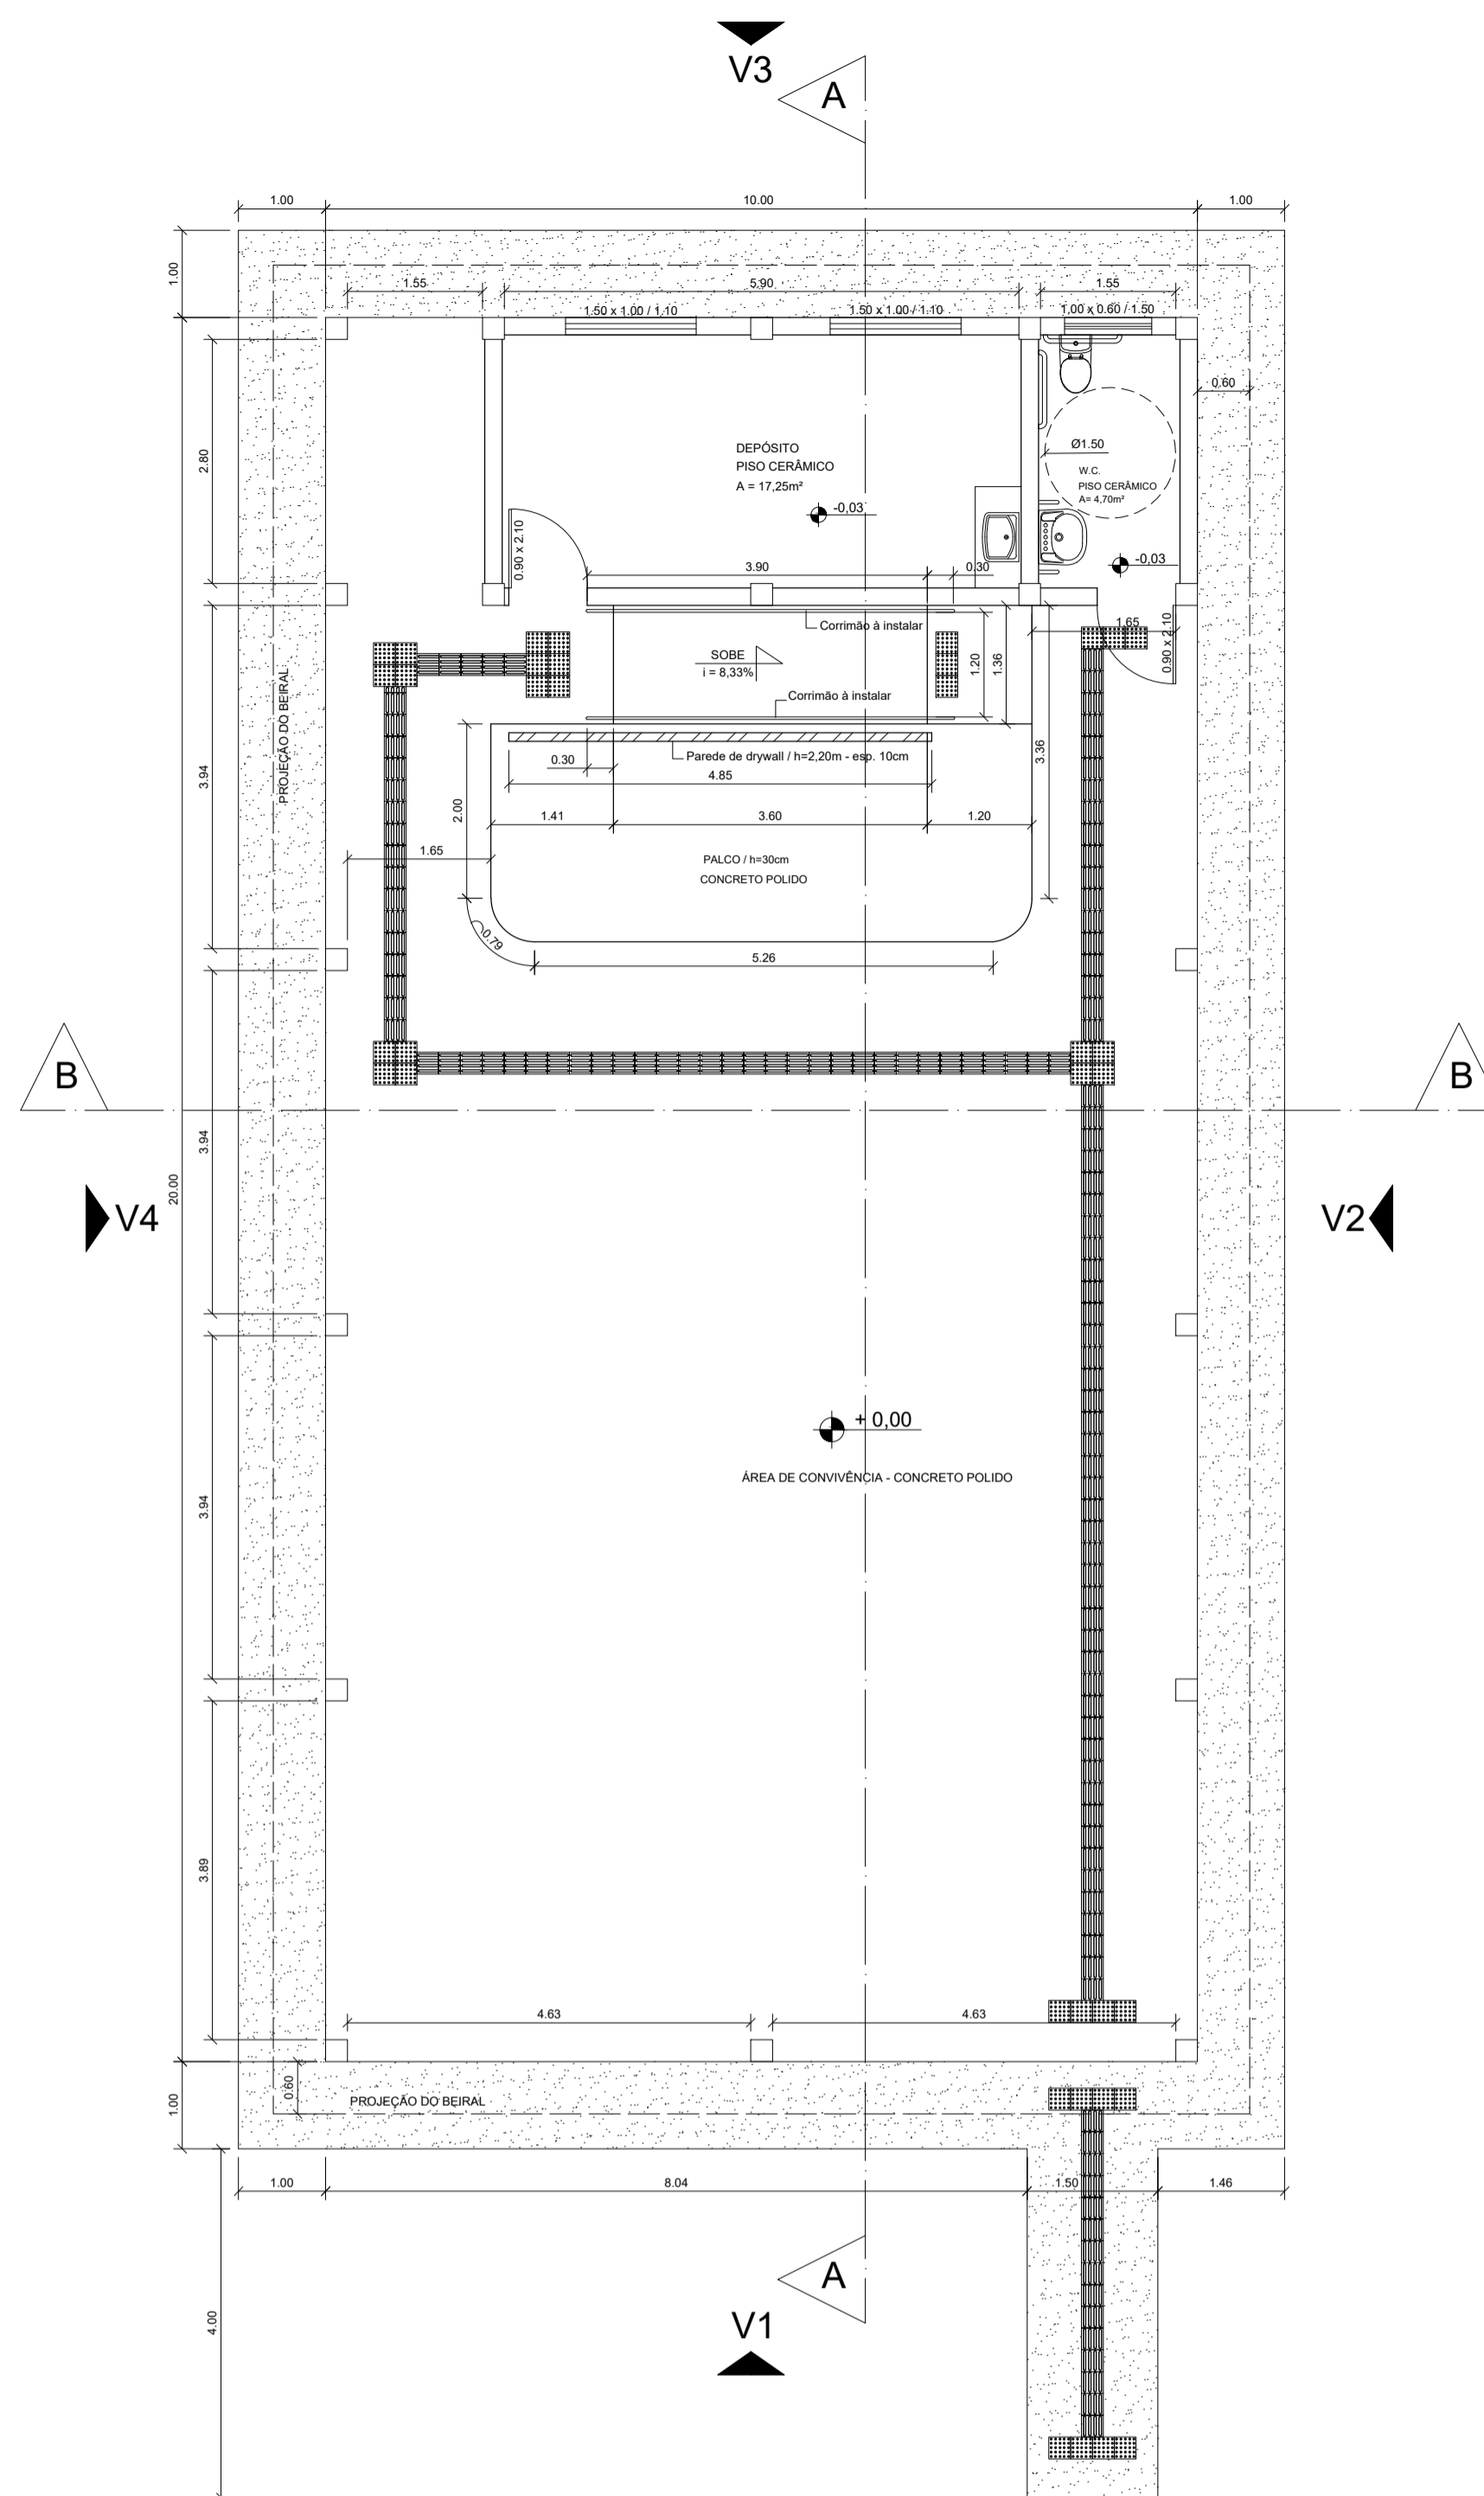 V3
A
1.00
10.00
1.00
1.00
1.55
5.90
1.55
1.50 x 1.00 / 1.10
1.50 x 1.00 / 1.10
1,00 x 0.60 / 1.50
0.60
2.80
DEPÓSITO
PISO CERÂMICO
A = 17,25m²
-0,03
Ø1.50
W.C.
PISO CERÂMICO
A= 4,70m²
-0,03
0.90 x 2.10
3.90
0.30
Corrimão à instalar
1.65
0.90 x 2.10
SOBE
i = 8,33%
1.20
1.36
Corrimão à instalar
PROJEÇÃO DO BEIRAL
3.94
Parede de drywall / h=2,20m - esp. 10cm
0.30
4.85
3.36
2.00
1.41
3.60
1.20
1.65
PALCO / h=30cm
CONCRETO POLIDO
0.79
5.26
B
B
3.94
20.00
V4
V2
+ 0,00
ÁREA DE CONVIVÊNCIA - CONCRETO POLIDO
3.94
3.89
4.63
4.63
0.60
PROJEÇÃO DO BEIRAL
1.00
1.00
8.04
1.50
1.46
A
V1
4.00